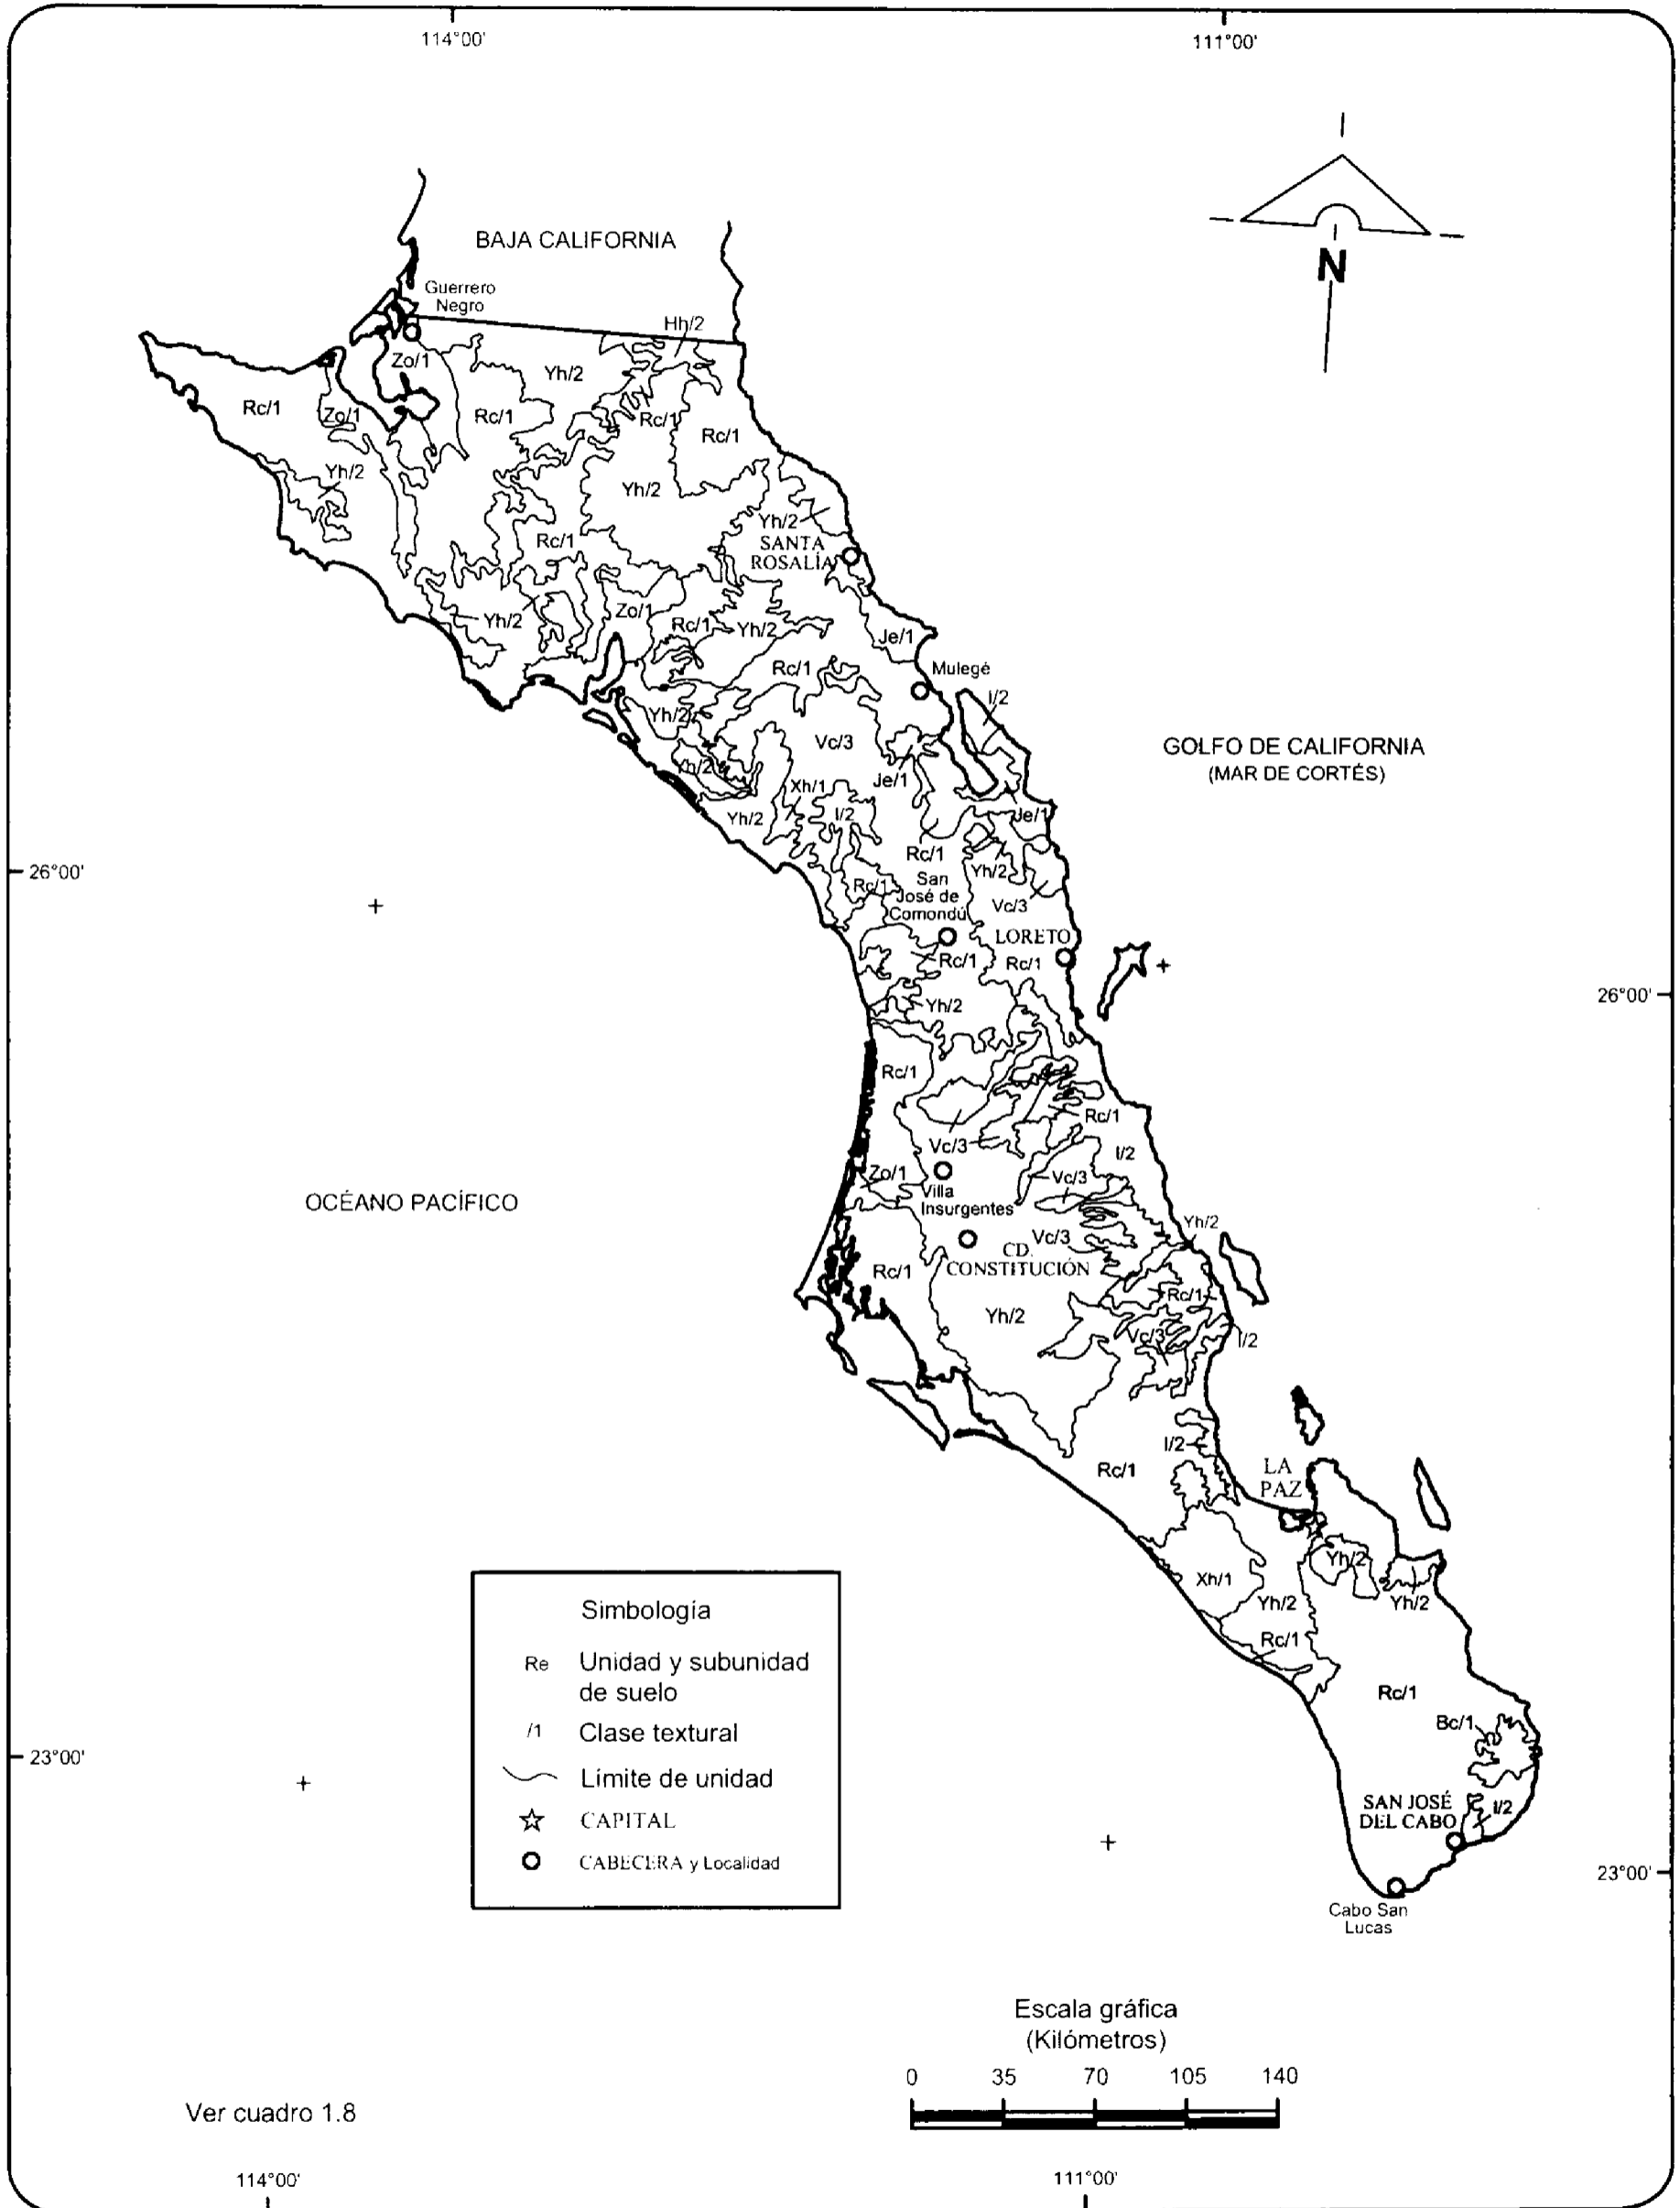 114°00'
111°00'
BAJA CALIFORNIA
N
Guerrero
Negro
Hh/2
Zo/1
Yh/2
Rc/1
Zo/1
Rc/1
Rc/1
Rc/1
Yh/2
Yh/2
Yh/2
Rc/1
SANTA
ROSALÍA
Yh/2
Zo/1
Rc/1
Yh/2
Je/1
Rc/1
Mulegé
I/2
Yh/2
Vc/3
GOLFO DE CALIFORNIA
(MAR DE CORTÉS)
Yh/2
Je/1
Xh/1
I/2
Yh/2
Je/1
Rc/1
26°00'
Yh/2
Rc/1
San
José de
Comondú
Vc/3
LORETO
Rc/1
Rc/1
26°00'
Yh/2
Rc/1
Rc/1
Vc/3
I/2
Zo/1
Vc/3
Villa
Insurgentes
OCÉANO PACÍFICO
Yh/2
Vc/3
CD.
CONSTITUCIÓN
Rc/1
Rc/1
Yh/2
Vc/3
I/2
I/2
Rc/1
LA
PAZ
Yh/2
Xh/1
Yh/2
Yh/2
Rc/1
Rc/1
Bc/1
23°00'
SAN JOSÉ
DEL CABO
I/2
23°00'
Cabo San
Lucas
Simbología
Re Unidad y subunidad
de suelo
/1 Clase textural
Límite de unidad
CAPITAL
CABECERA y Localidad
Escala gráfica
(Kilómetros)
0 35 70 105 140
Ver cuadro 1.8
114°00'
111°00'